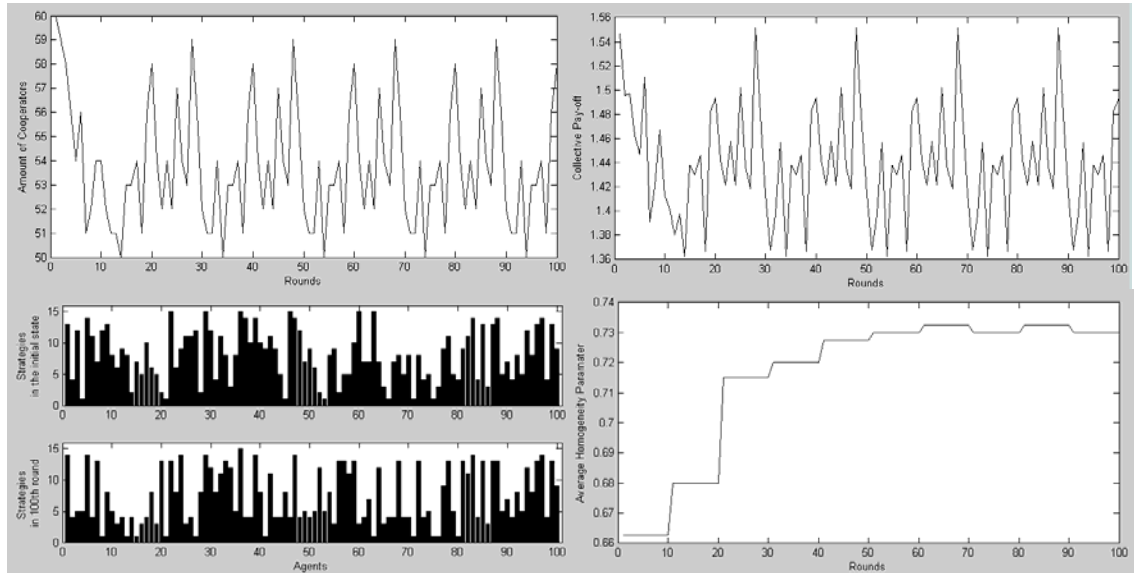 60
59
58
57
56
55
54
53
52
51
50
Amount of Cooperators
0 10 20 30 40 50 60 70 80 90 100
Rounds
1.56
1.54
1.52
1.5
1.48
1.46
1.44
1.42
1.4
1.38
1.36
Collective Pay-off
0 10 20 30 40 50 60 70 80 90 100
Rounds
15
10
5
0
Strategies
in the initial state
0 10 20 30 40 50 60 70 80 90 100
15
10
5
0
Strategies
in 100th round
0 10 20 30 40 50 60 70 80 90 100
Agents
0.74
0.73
0.72
0.71
0.7
0.69
0.68
0.67
0.66
Average Homogeneity Paramater
0 10 20 30 40 50 60 70 80 90 100
Rounds